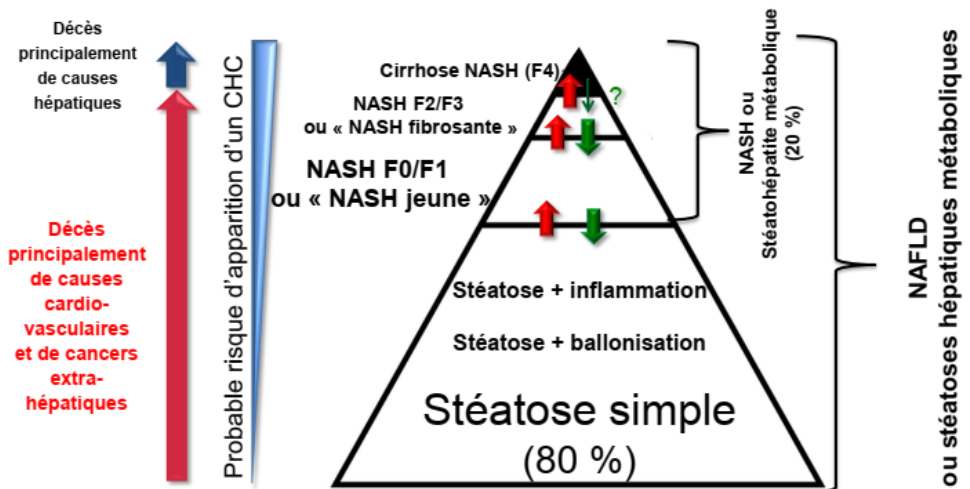 Décès
principalement
de causes
hépatiques
Décès
principalement
de causes
cardio-
vasculaires
et de cancers
extra-
hépatiques
Probable risque d'apparition d'un CHC
Cirrhose NASH (F4)
?
NASH F2/F3
ou « NASH fibrosante »
NASH F0/F1
ou « NASH jeune »
Stéatose + inflammation
Stéatose + ballonisation
Stéatose simple
(80 %)
NASH ou
Stéatohépatite métabolique
(20 %)
NAFLD
ou stéatoses hépatiques métaboliques